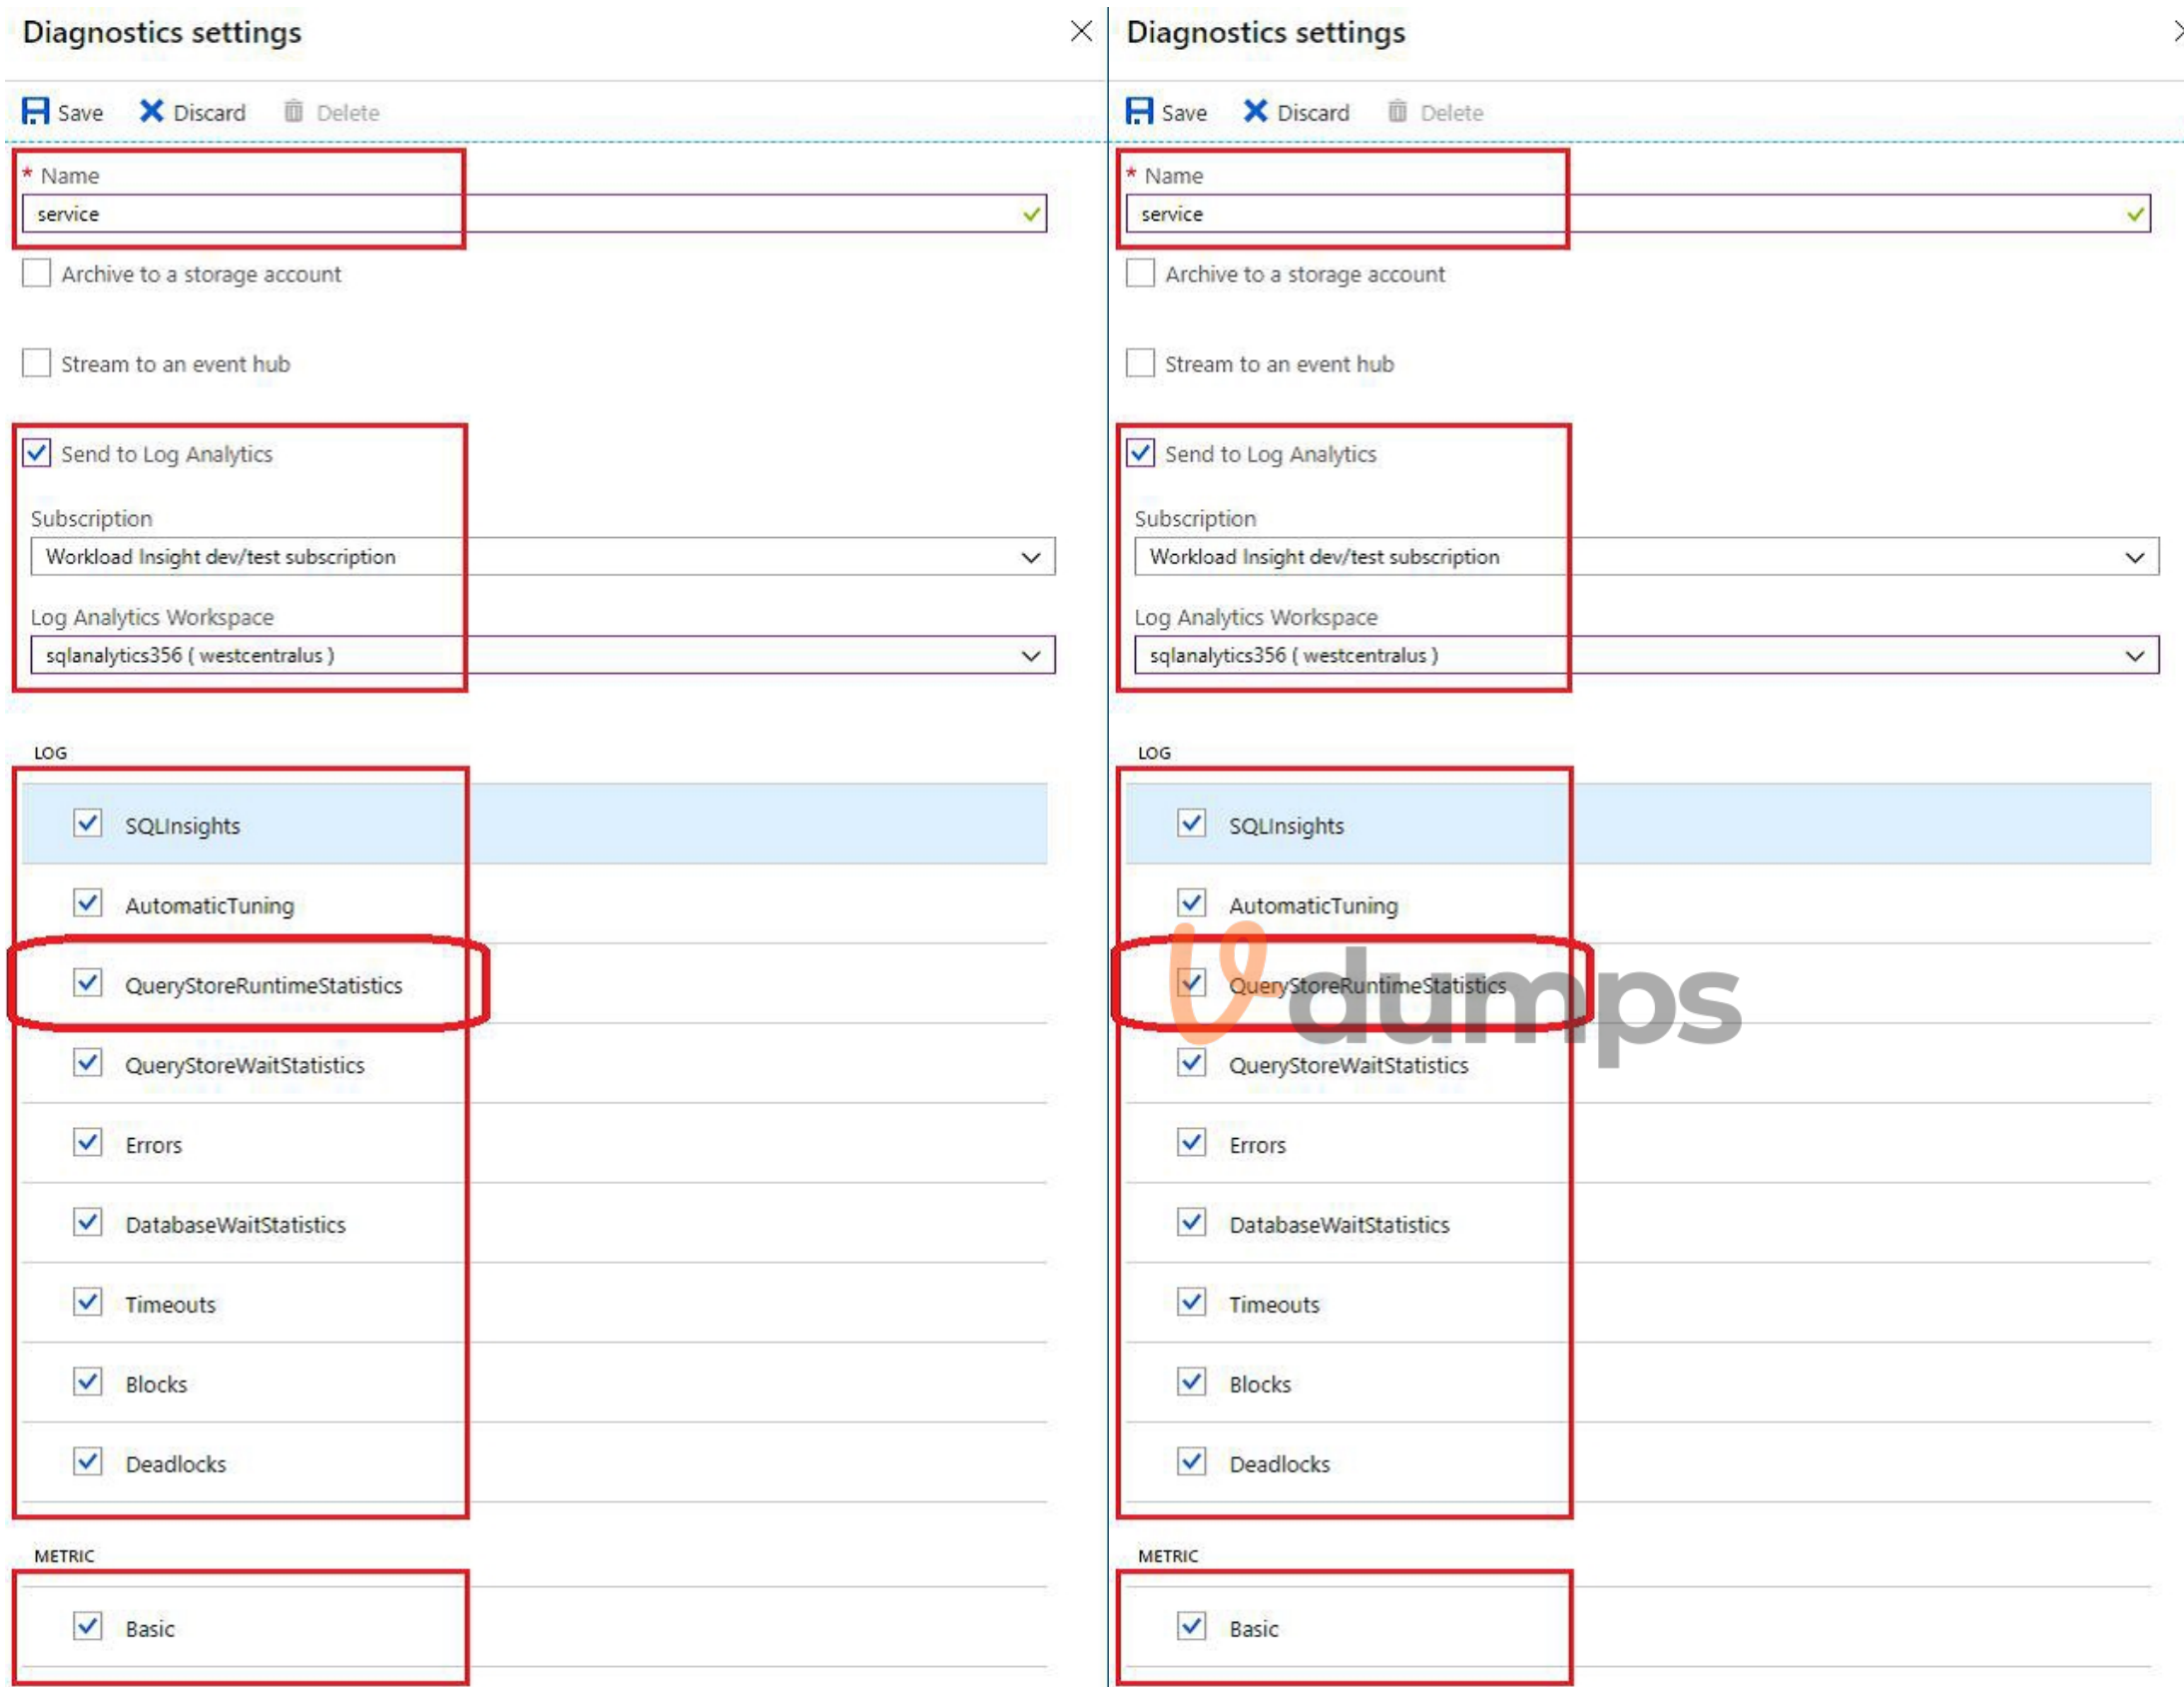 Diagnostics settings
Save Discard Delete
* Name
service
Archive to a storage account
Stream to an event hub
Send to Log Analytics
Subscription
Workload Insight dev/test subscription
Log Analytics Workspace
sqlanalytics356 ( westcentralus )
LOG
SQLInsights
AutomaticTuning
QueryStoreRuntimeStatistics
QueryStoreWaitStatistics
Errors
DatabaseWaitStatistics
Timeouts
Blocks
Deadlocks
METRIC
Basic
Diagnostics settings
Save Discard Delete
* Name
service
Archive to a storage account
Stream to an event hub
Send to Log Analytics
Subscription
Workload Insight dev/test subscription
Log Analytics Workspace
sqlanalytics356 ( westcentralus )
LOG
SQLInsights
AutomaticTuning
QueryStoreRuntimeStatistics
Vdumps
QueryStoreWaitStatistics
Errors
DatabaseWaitStatistics
Timeouts
Blocks
Deadlocks
METRIC
Basic